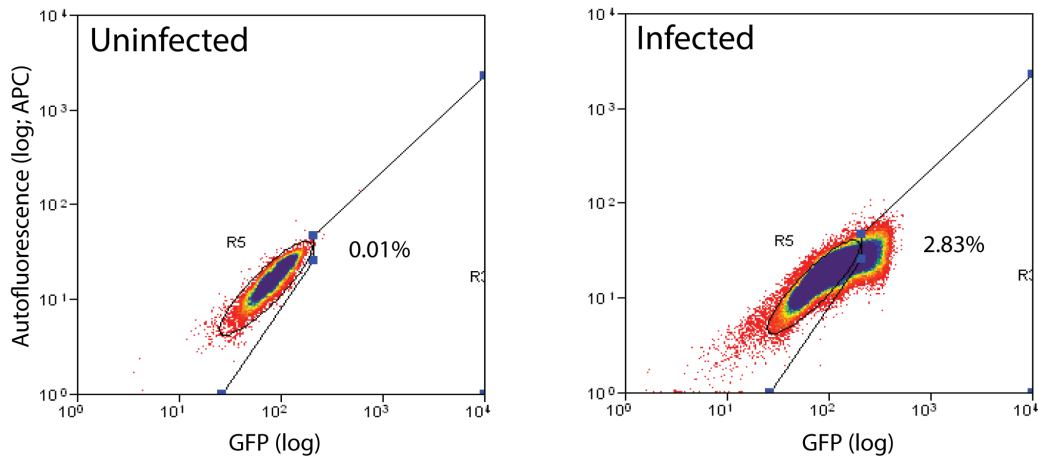 Uninfected
10⁴
10³
10²
10¹
10⁰
Autofluorescence (log; APC)
R5
0.01%
R3
10⁰ 10¹ 10² 10³ 10⁴
GFP (log)
Infected
10⁴
10³
10²
10¹
10⁰
R5
2.83%
R3
10⁰ 10¹ 10² 10³ 10⁴
GFP (log)